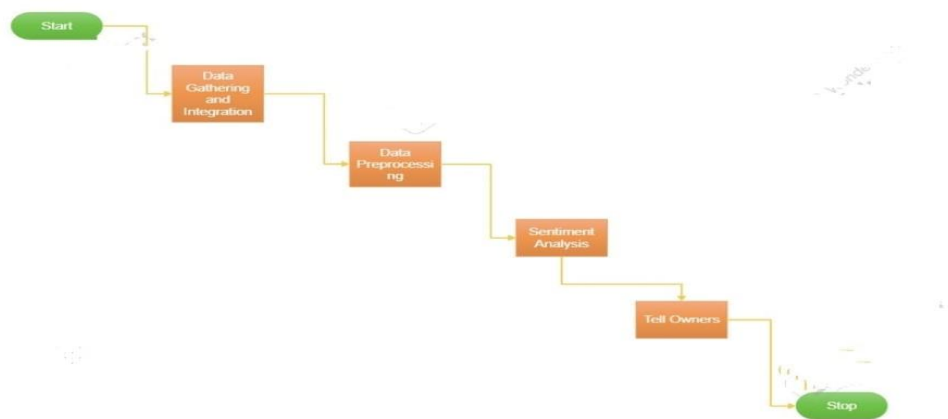 Start
Data
Gathering
and
Integration
Data
Preprocessi
ng
Sentiment
Analysis
Tell Owners
Stop